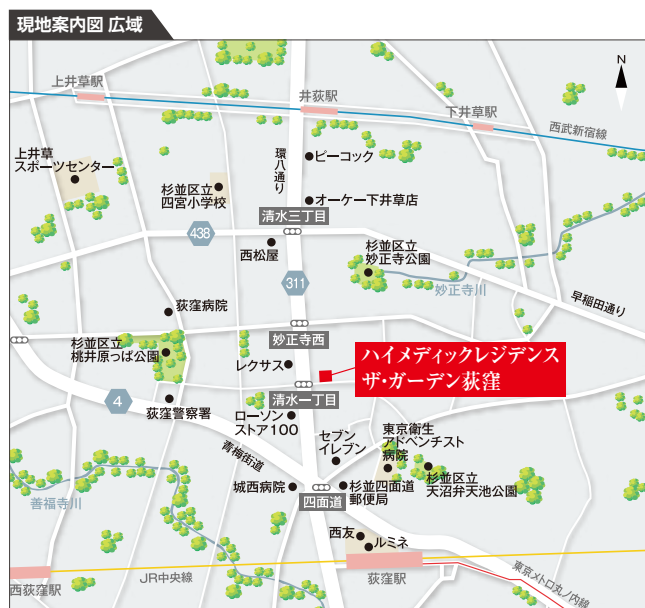 現地案内図 広域
N
上井草駅
井荻駅
下井草駅
西武新宿線
環八通り
ピーコック
上井草
スポーツセンター
杉並区立
四宮小学校
オーケー下井草店
清水三丁目
438
西松屋
杉並区立
妙正寺公園
311
妙正寺川
早稲田通り
荻窪病院
妙正寺西
杉並区立
桃井原っぱ公園
レクサス
ハイメディックレジデンス
ザ・ガーデン荻窪
清水一丁目
4
荻窪警察署
ローソン
ストア100
青梅街道
セブン
イレブン
東京衛生
アドベンチスト
病院
杉並区立
天沼弁天池公園
城西病院
四面道
杉並四面道
郵便局
善福寺川
西友
ルミネ
西荻窪駅
JR中央線
荻窪駅
東京メトロ丸ノ内線